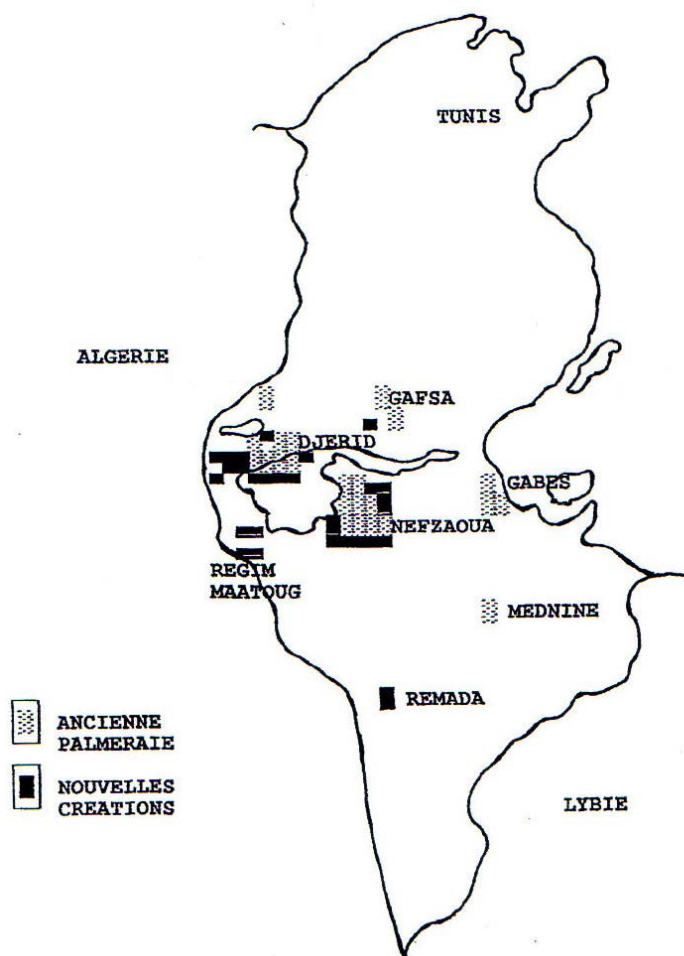 TUNIS
ALGERIE
GAFSA
DJERID
GABES
NEFZAOUA
REGIM
MAATOUG
MEDNINE
REMADA
ANCIENNE
PALMERAIE
NOUVELLES
CREATIONS
LYBIE